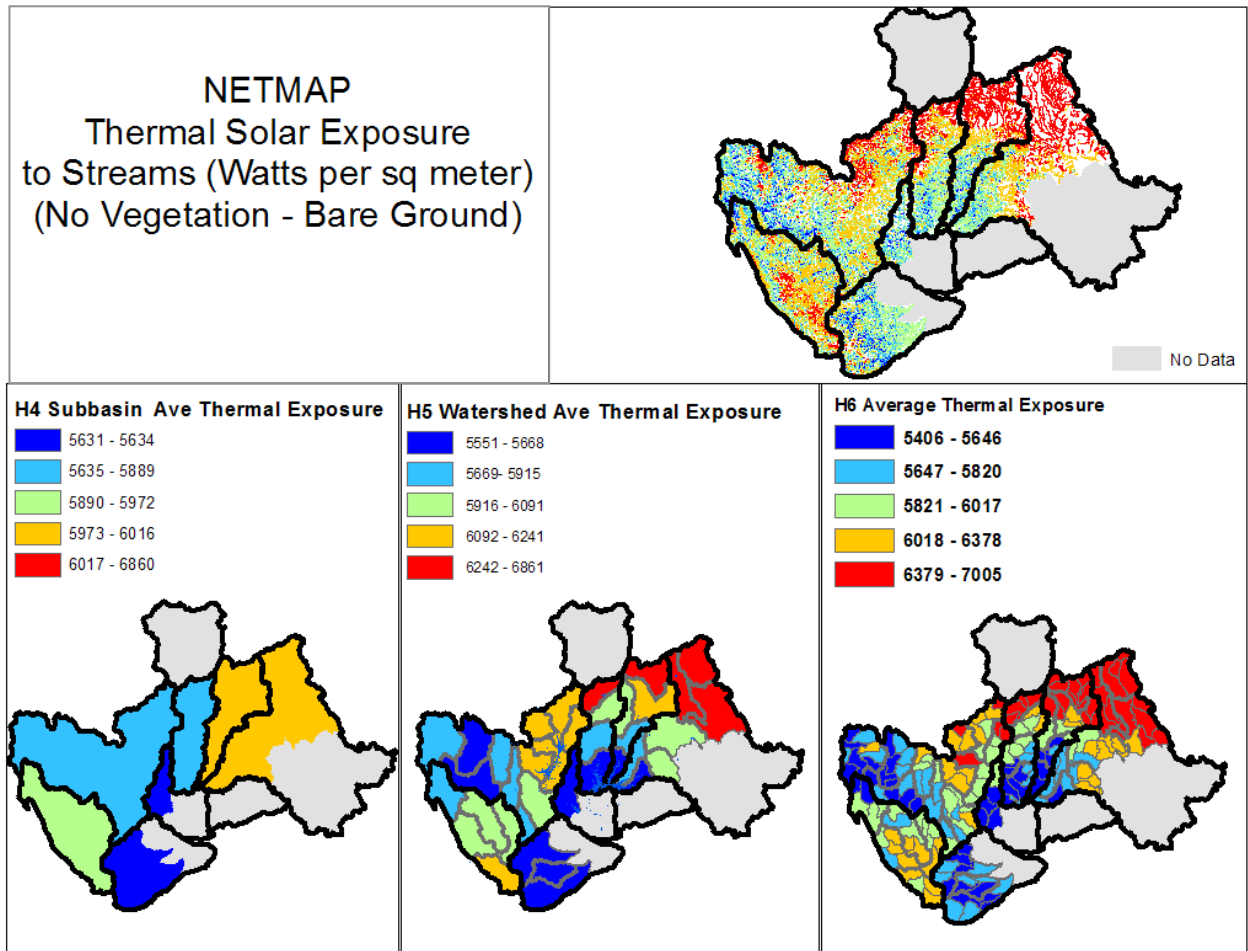 NETMAP
Thermal Solar Exposure
to Streams (Watts per sq meter)
(No Vegetation - Bare Ground)
No Data
H4 Subbasin Ave Thermal Exposure
5631 - 5634
5635 - 5889
5890 - 5972
5973 - 6016
6017 - 6860
H5 Watershed Ave Thermal Exposure
5551 - 5668
5669- 5915
5916 - 6091
6092 - 6241
6242 - 6861
H6 Average Thermal Exposure
5406 - 5646
5647 - 5820
5821 - 6017
6018 - 6378
6379 - 7005